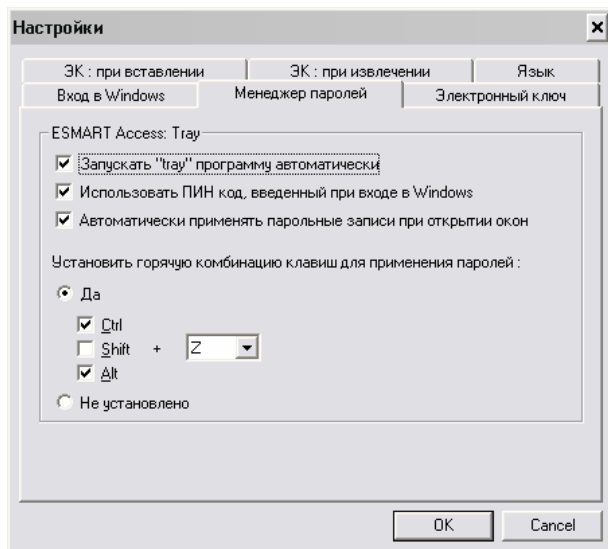 Настройки
ЭК : при вставлении
ЭК : при извлечении
Язык
Вход в Windows
Менеджер паролей
Электронный ключ
ESMART Access: Tray
Запускать "tray" программу автоматически
Использовать ПИН код, введенный при входе в Windows
Автоматически применять парольные записи при открытии окон
Установить горячую комбинацию клавиш для применения паролей :
Да
Ctrl
Shift + Z
Alt
Не установлено
OK
Cancel